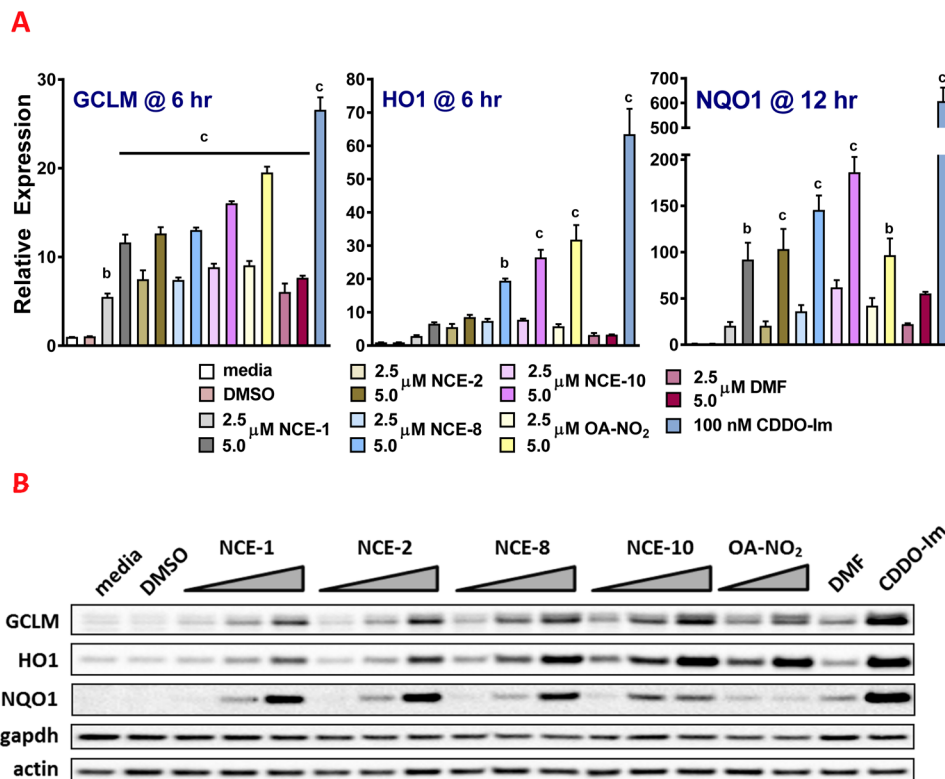 A
GCLM @ 6 hr
HO1 @ 6 hr
NQO1 @ 12 hr
Relative Expression
30
20
10
0
b
c
c
80
70
60
50
40
30
20
10
0
b
c
c
c
700
600
500
200
150
100
50
0
b
c
c
c
b
c
media
DMSO
2.5
5.0
μM NCE-1
2.5
5.0
μM NCE-2
2.5
5.0
μM NCE-8
2.5
5.0
μM NCE-10
2.5
5.0
μM OA-NO₂
2.5
5.0
μM DMF
100 nM CDDO-Im
B
media
DMSO
NCE-1
NCE-2
NCE-8
NCE-10
OA-NO₂
DMF
CDDO-Im
GCLM
HO1
NQO1
gapdh
actin